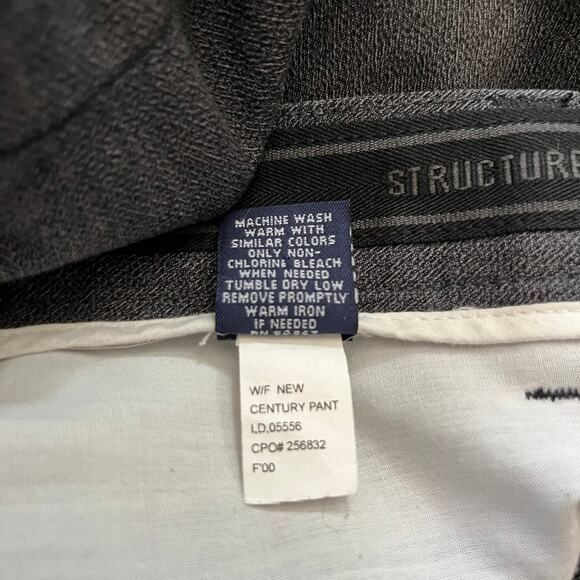 STRUCTURE
MACHINE WASH
WARM WITH
SIMILAR COLORS
ONLY NON-
CHLORINE BLEACH
WHEN NEEDED
TUMBLE DRY LOW
REMOVE PROMPTLY
WARM IRON
IF NEEDED
W/F NEW
CENTURY PANT
I.D.05556
CPO# 256832
F'00